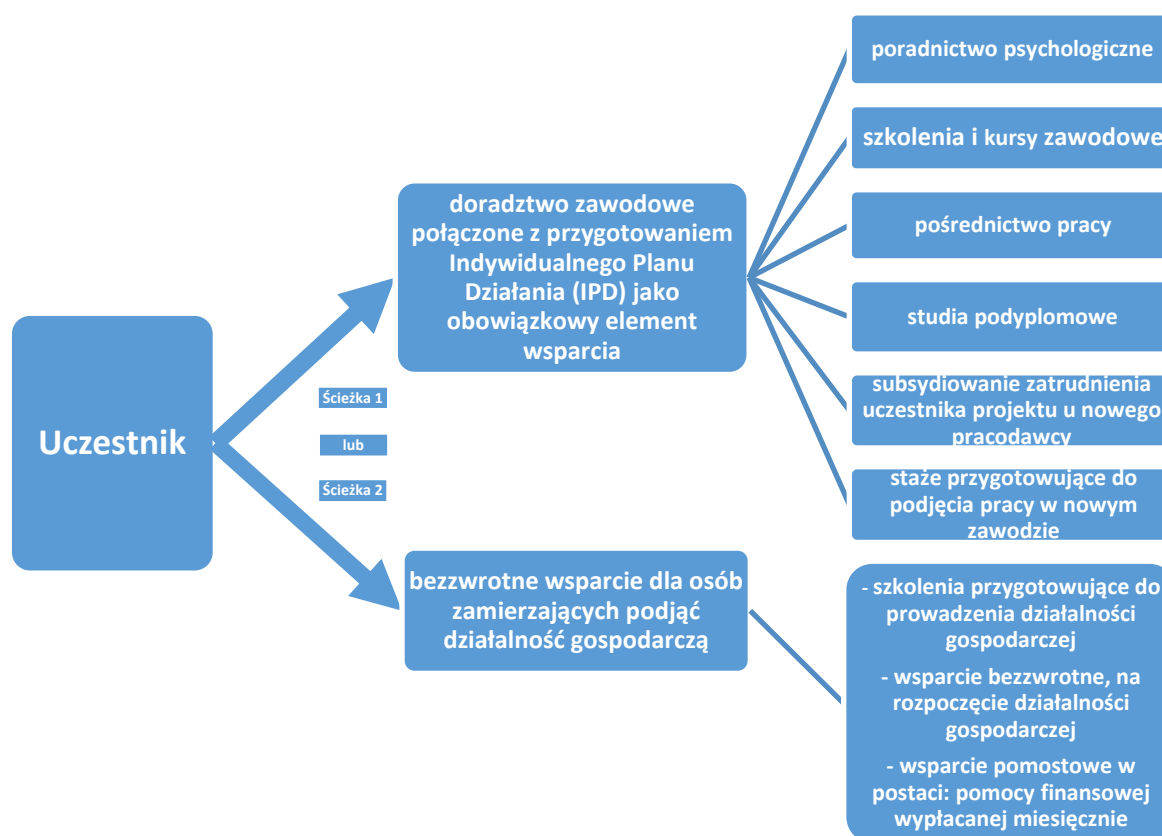 Uczestnik
Ścieżka 1
lub
Ścieżka 2
doradztwo zawodowe
połączone z przygotowaniem
Indywidualnego Planu
Działania (IPD) jako
obowiązkowy element
wsparcia
bezzwrotne wsparcie dla osób
zamierzających podjąć
działalność gospodarczą
poradnictwo psychologiczne
szkolenia i kursy zawodowe
pośrednictwo pracy
studia podyplomowe
subsydiowanie zatrudnienia
uczestnika projektu u nowego
pracodawcy
staże przygotowujące do
podjęcia pracy w nowym
zawodzie
- szkolenia przygotowujące do
prowadzenia działalności
gospodarczej
- wsparcie bezzwrotne, na
rozpoczęcie działalności
gospodarczej
- wsparcie pomostowe w
postaci: pomocy finansowej
wypłacanej miesięcznie